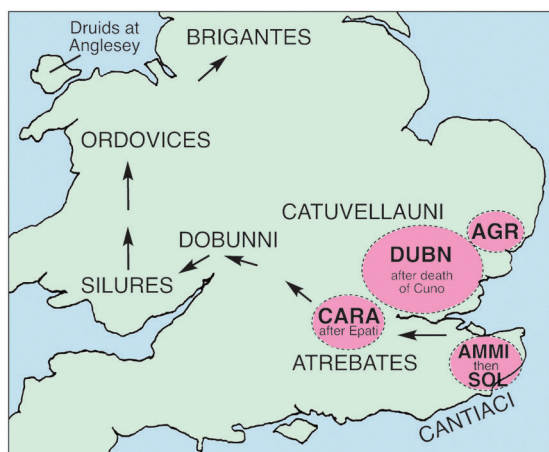 Druids at
Anglesey
BRIGANTES
ORDOVICES
CATUVELLAUNI
AGR
DUBN
after death
of Cuno
DOBUNNI
SILURES
CARA
after Epati
ATREBATES
AMMI
then
SOL
CANTIACI